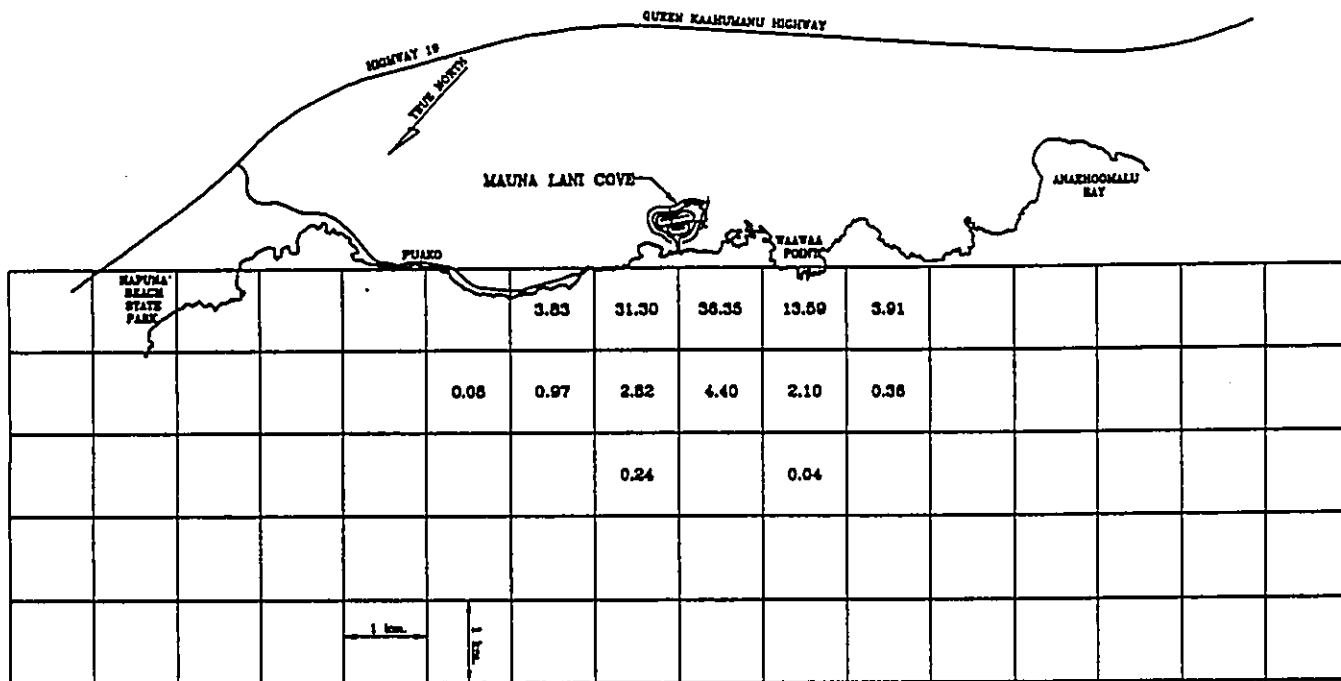 QUEEN KAAHUMANU HIGHWAY
HIGHWAY 19
TRUE NORTH
MAUNA LANI COVE
ANAEHOOMALU
BAY
PUAKO
WAAWAA
POINT
HAPUNA
BEACH
STATE
PARK
3.83 31.30 36.35 13.59 3.91
0.08 0.97 2.82 4.40 2.10 0.36
0.24 0.04
1 km.
1 km.